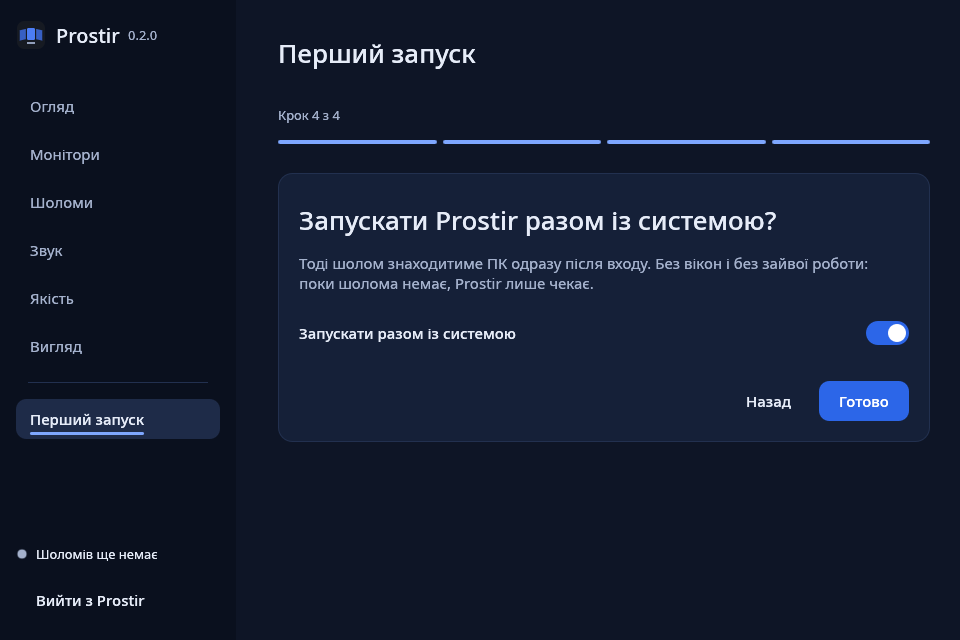 Prostir 0.2.0
Огляд
Монітори
Шоломи
Звук
Якість
Вигляд
Перший запуск
Шоломів ще немає
Вийти з Prostir
Перший запуск
Крок 4 з 4
Запускати Prostir разом із системою?
Тоді шолом знаходитиме ПК одразу після входу. Без вікон і без зайвої роботи:
поки шолома немає, Prostir лише чекає.
Запускати разом із системою
Назад
Готово